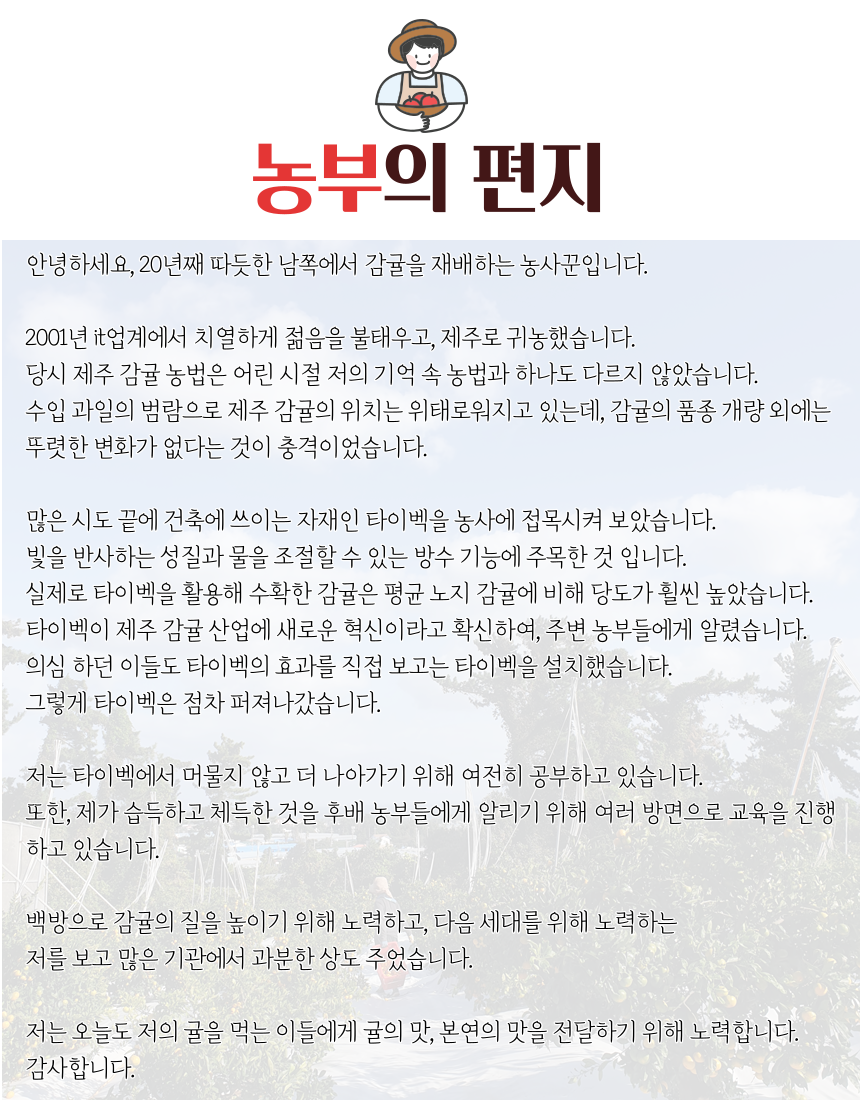 농부의 편지
안녕하세요, 20년째 따듯한 남쪽에서 감귤을 재배하는 농사꾼입니다.
2001년 it업계에서 치열하게 젊음을 불태우고, 제주로 귀농했습니다.
당시 제주 감귤 농법은 어린 시절 저의 기억 속 농법과 하나도 다르지 않았습니다.
수입 과일의 범람으로 제주 감귤의 위치는 위태로워지고 있는데, 감귤의 품종 개량 외에는
뚜렷한 변화가 없다는 것이 충격이었습니다.
많은 시도 끝에 건축에 쓰이는 자재인 타이벡을 농사에 접목시켜 보았습니다.
빛을 반사하는 성질과 물을 조절할 수 있는 방수 기능에 주목한 것 입니다.
실제로 타이벡을 활용해 수확한 감귤은 평균 노지 감귤에 비해 당도가 훨씬 높았습니다.
타이벡이 제주 감귤 산업에 새로운 혁신이라고 확신하여, 주변 농부들에게 알렸습니다.
의심 하던 이들도 타이벡의 효과를 직접 보고는 타이벡을 설치했습니다.
그렇게 타이벡은 점차 퍼져나갔습니다.
저는 타이벡에서 머물지 않고 더 나아가기 위해 여전히 공부하고 있습니다.
또한, 제가 습득하고 체득한 것을 후배 농부들에게 알리기 위해 여러 방면으로 교육을 진행
하고 있습니다.
백방으로 감귤의 질을 높이기 위해 노력하고, 다음 세대를 위해 노력하는
저를 보고 많은 기관에서 과분한 상도 주었습니다.
저는 오늘도 저의 귤을 먹는 이들에게 귤의 맛, 본연의 맛을 전달하기 위해 노력합니다.
감사합니다.